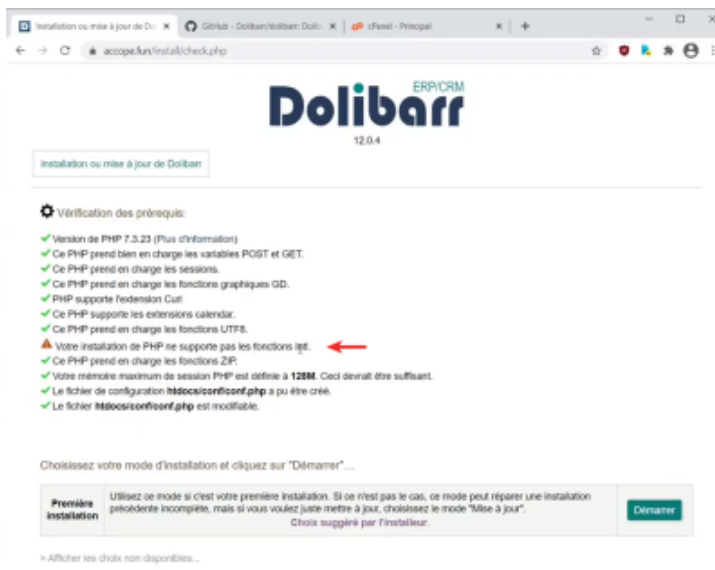 Installation ou mise à jour de Do
GitHub - Dolibarr/dolibarr: Doli
cPanel - Principal
accope.fun/install/check.php
Dolibarr
ERP/CRM
12.0.4
Installation ou mise à jour de Dolibarr
Vérification des prérequis:
Version de PHP 7.3.23 (Plus d'information)
Ce PHP prend bien en charge les variables POST et GET.
Ce PHP prend en charge les sessions.
Ce PHP prend en charge les fonctions graphiques GD.
PHP supporte l'extension Curl
Ce PHP supporte les extensions calendar.
Ce PHP prend en charge les fonctions UTF8.
Votre installation de PHP ne supporte pas les fonctions Intl.
Ce PHP prend en charge les fonctions ZIP.
Votre mémoire maximum de session PHP est définie à 128M. Ceci devrait être suffisant.
Le fichier de configuration htdocs/conf/conf.php a pu être créé.
Le fichier htdocs/conf/conf.php est modifiable.
Choisissez votre mode d'installation et cliquez sur "Démarrer"...
Première
installation
Utilisez ce mode si c'est votre première installation. Si ce n'est pas le cas, ce mode peut réparer une installation
précédente incomplète, mais si vous voulez juste mettre à jour, choisissez le mode "Mise à jour".
Choix suggéré par l'installeur.
Démarrer
> Afficher les choix non disponibles...